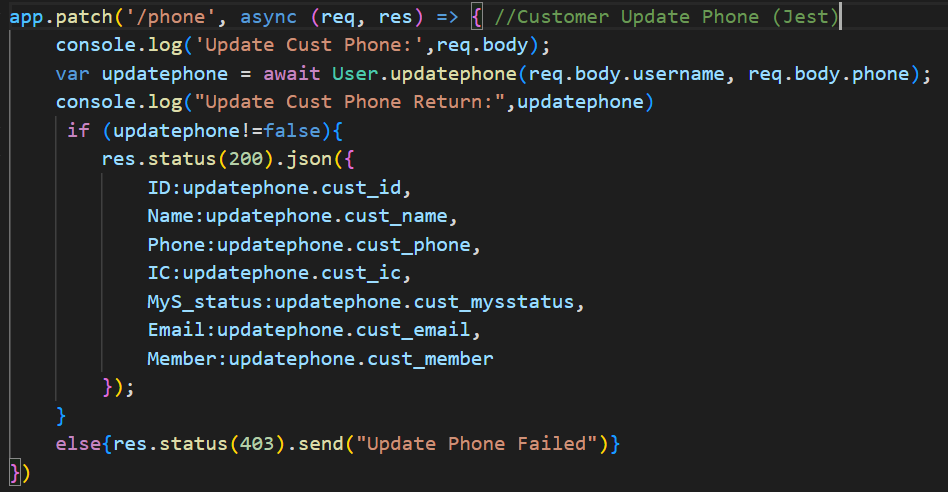 app.patch('/phone', async (req, res) => { //Customer Update Phone (Jest)
    console.log('Update Cust Phone:',req.body);
    var updatephone = await User.updatephone(req.body.username, req.body.phone);
    console.log("Update Cust Phone Return:",updatephone)
     if (updatephone!=false){
        res.status(200).json({
            ID:updatephone.cust_id,
            Name:updatephone.cust_name,
            Phone:updatephone.cust_phone,
            IC:updatephone.cust_ic,
            MyS_status:updatephone.cust_mysstatus,
            Email:updatephone.cust_email,
            Member:updatephone.cust_member
        });
    }
    else{res.status(403).send("Update Phone Failed")}
})